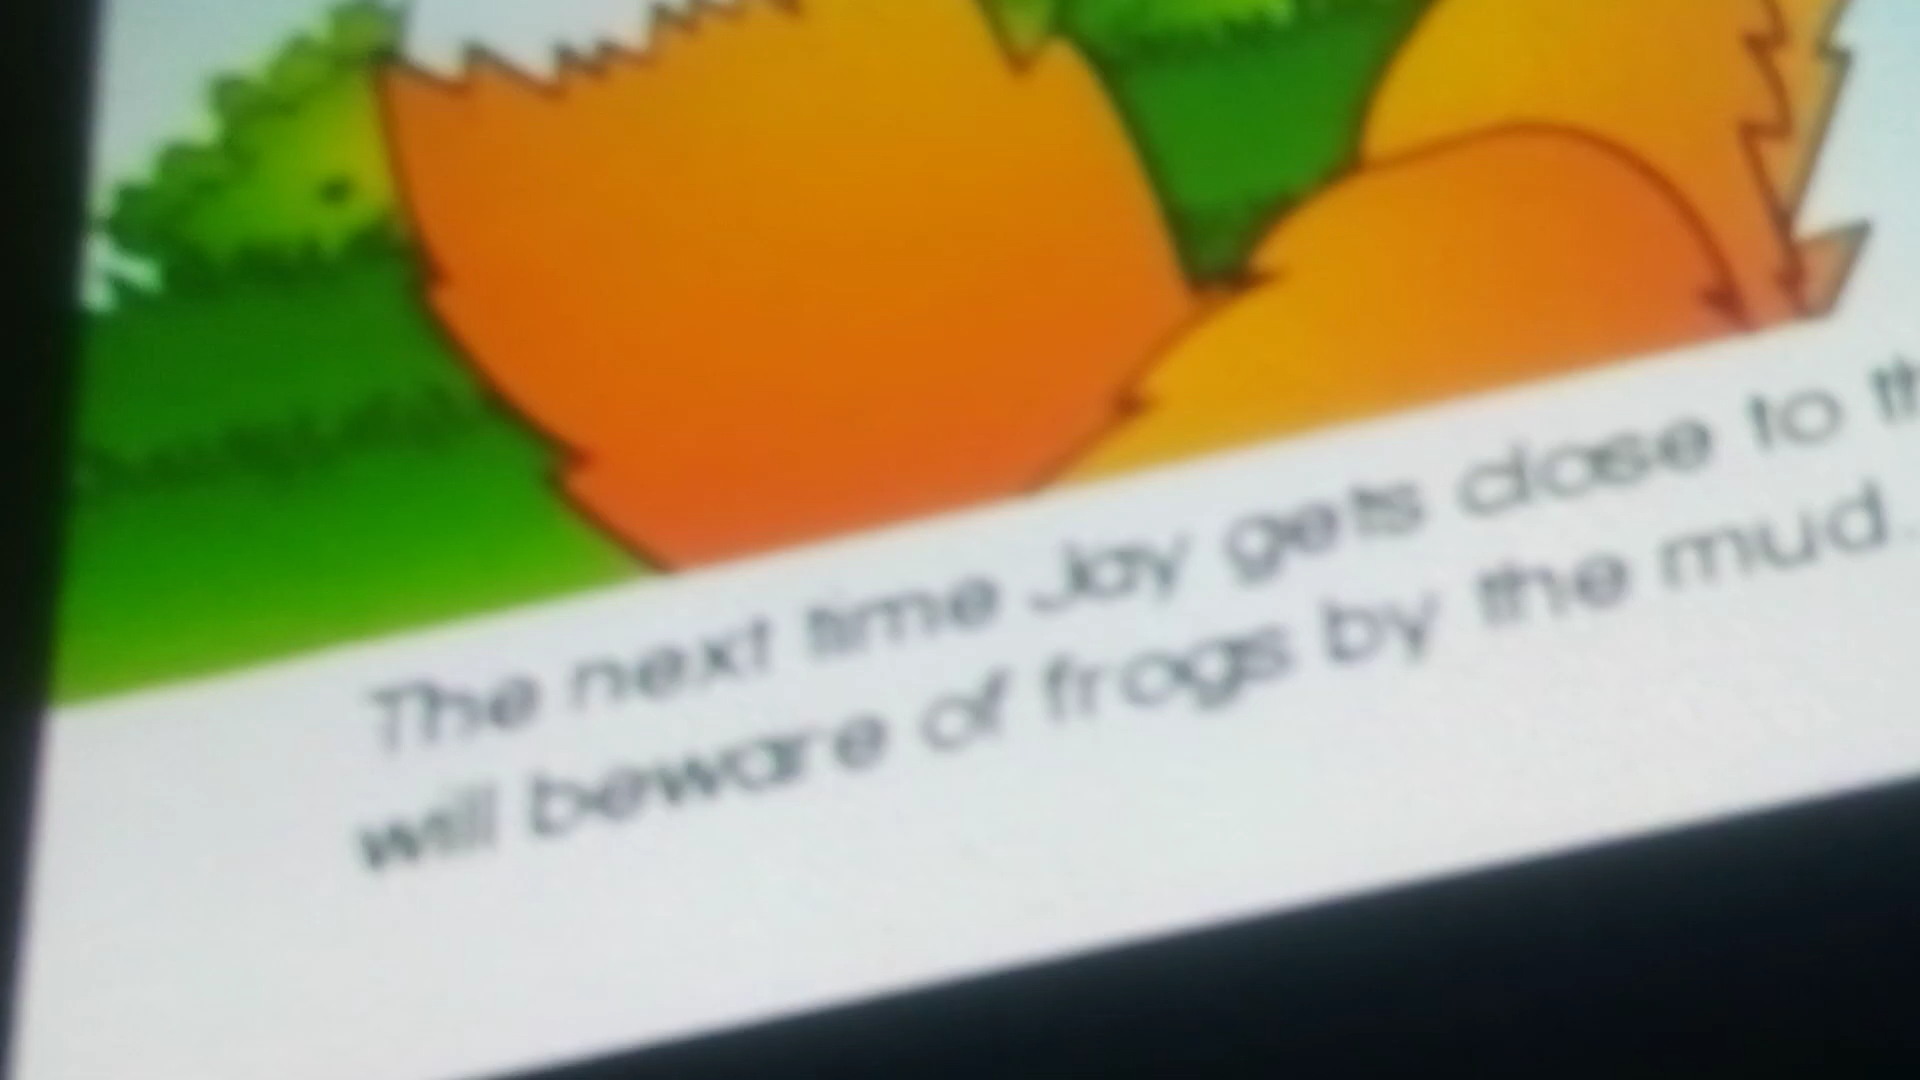 The next time Jay gets close to
will beware of frogs by the mud.